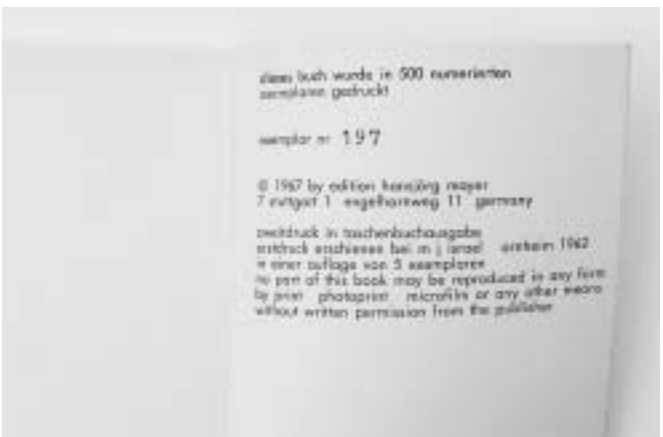 dieses buch wurde in 500 numerierten
exemplaren gedruckt
exemplar nr 197
© 1967 by edition hansjörg mayer
7 stuttgart 1 engelhornweg 11 germany
zweitdruck in taschenbuchausgabe
erstdruck erschienen bei m j israel 1962
in einer auflage von 5 exemplaren
no part of this book may be reproduced in any form
by print photoprint microfilm or any other means
without written permission from the publisher